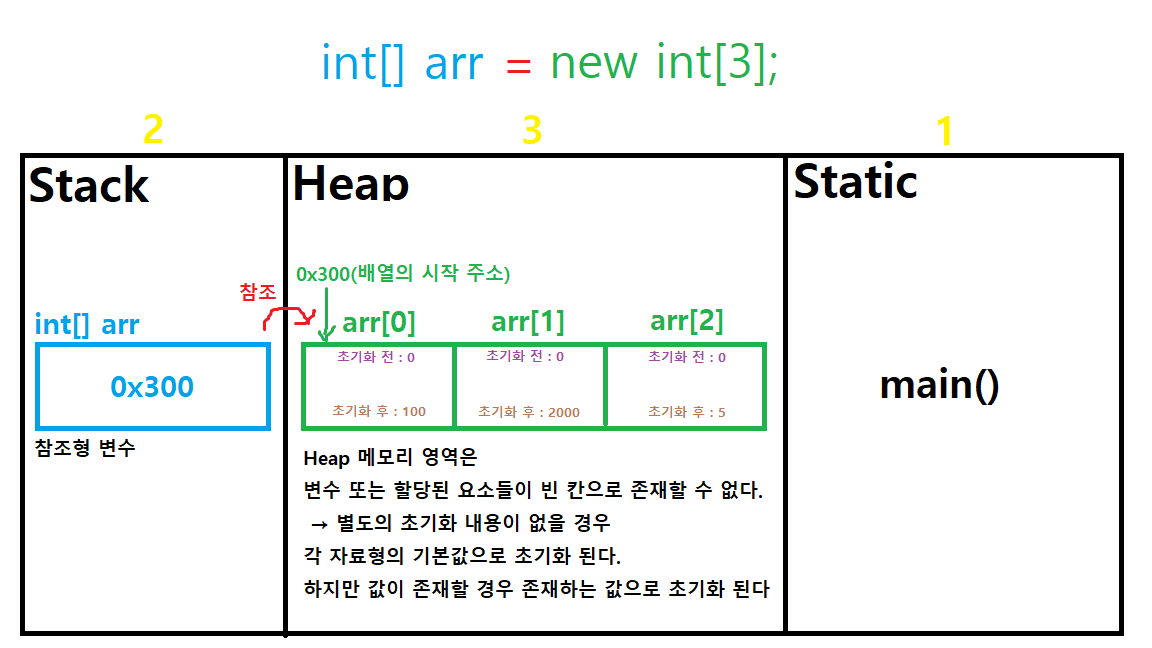 int[] arr = new int[3];
2
3
1
Stack
Heap
Static
0x300(배열의 시작 주소)
참조
int[] arr
arr[0]
arr[1]
arr[2]
0x300
초기화 전 : 0
초기화 전 : 0
초기화 전 : 0
초기화 후 : 100
초기화 후 : 2000
초기화 후 : 5
main()
참조형 변수
Heap 메모리 영역은
변수 또는 할당된 요소들이 빈 칸으로 존재할 수 없다.
→ 별도의 초기화 내용이 없을 경우
각 자료형의 기본값으로 초기화 된다.
하지만 값이 존재할 경우 존재하는 값으로 초기화 된다